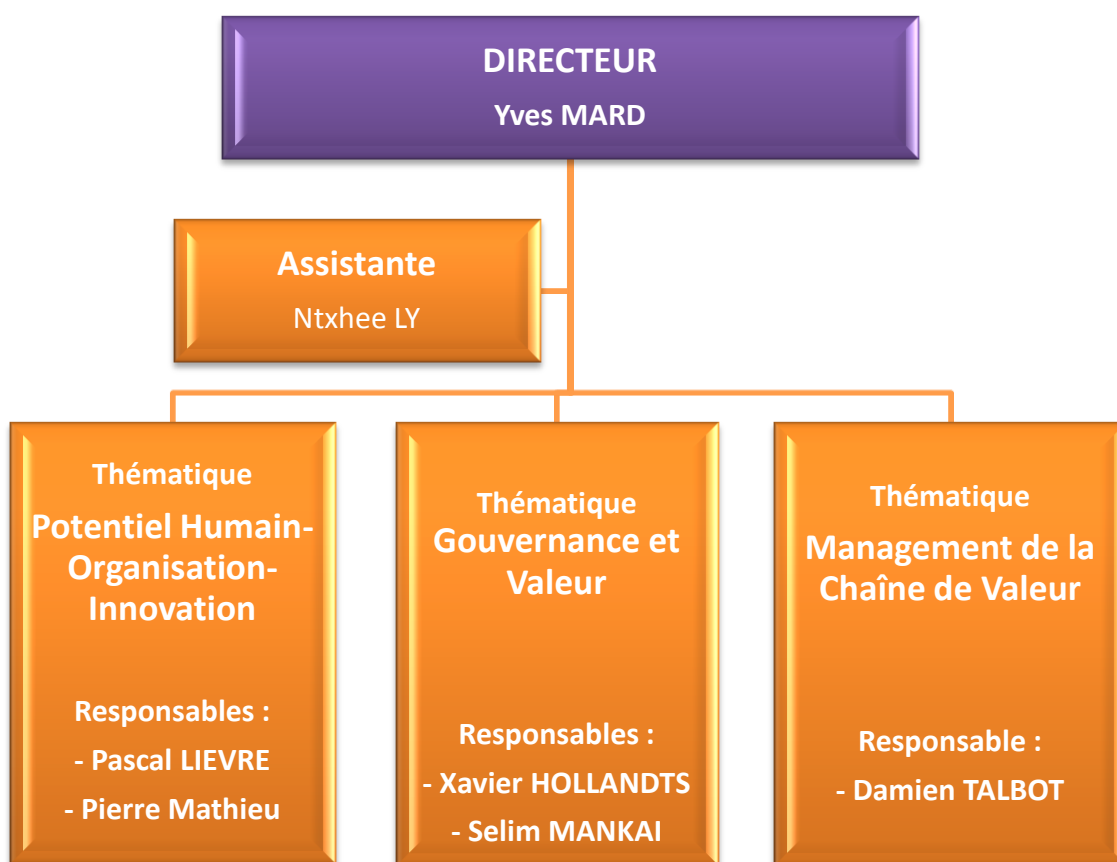 DIRECTEUR
Yves MARD
Assistante
Ntxhee LY
Thématique
Potentiel Humain-
Organisation-
Innovation
Responsables :
- Pascal LIEVRE
- Pierre Mathieu
Thématique
Gouvernance et
Valeur
Responsables :
- Xavier HOLLANDTS
- Selim MANKAI
Thématique
Management de la
Chaîne de Valeur
Responsable :
- Damien TALBOT